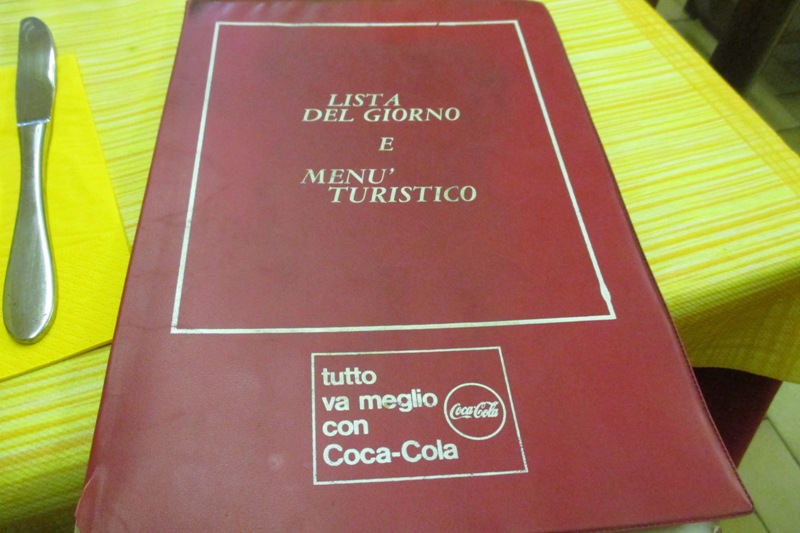 LISTA
DEL GIORNO
E
MENU'
TURISTICO
tutto
va meglio
con
Coca-Cola
Coca-Cola